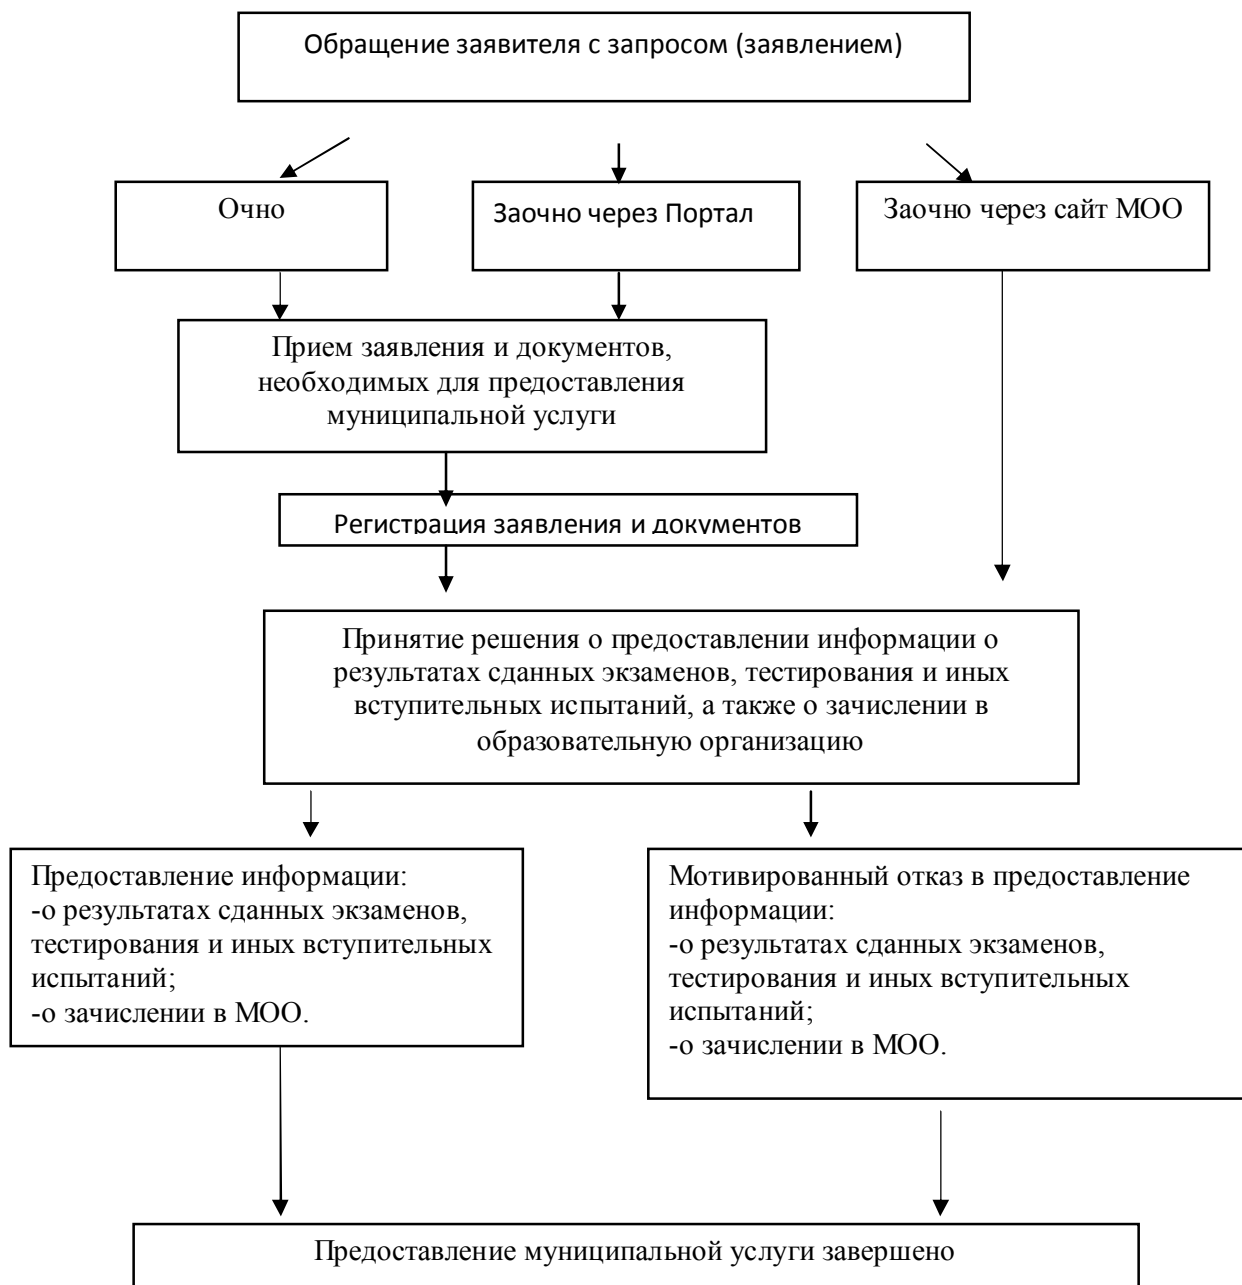 Обращение заявителя с запросом (заявлением)
Очно
Заочно через Портал
Заочно через сайт МОО
Прием заявления и документов,
необходимых для предоставления
муниципальной услуги
Регистрация заявления и документов
Принятие решения о предоставлении информации о
результатах сданных экзаменов, тестирования и иных
вступительных испытаний, а также о зачислении в
образовательную организацию
Предоставление информации:
-о результатах сданных экзаменов,
тестирования и иных вступительных
испытаний;
-о зачислении в МОО.
Мотивированный отказ в предоставление
информации:
-о результатах сданных экзаменов,
тестирования и иных вступительных
испытаний;
-о зачислении в МОО.
Предоставление муниципальной услуги завершено